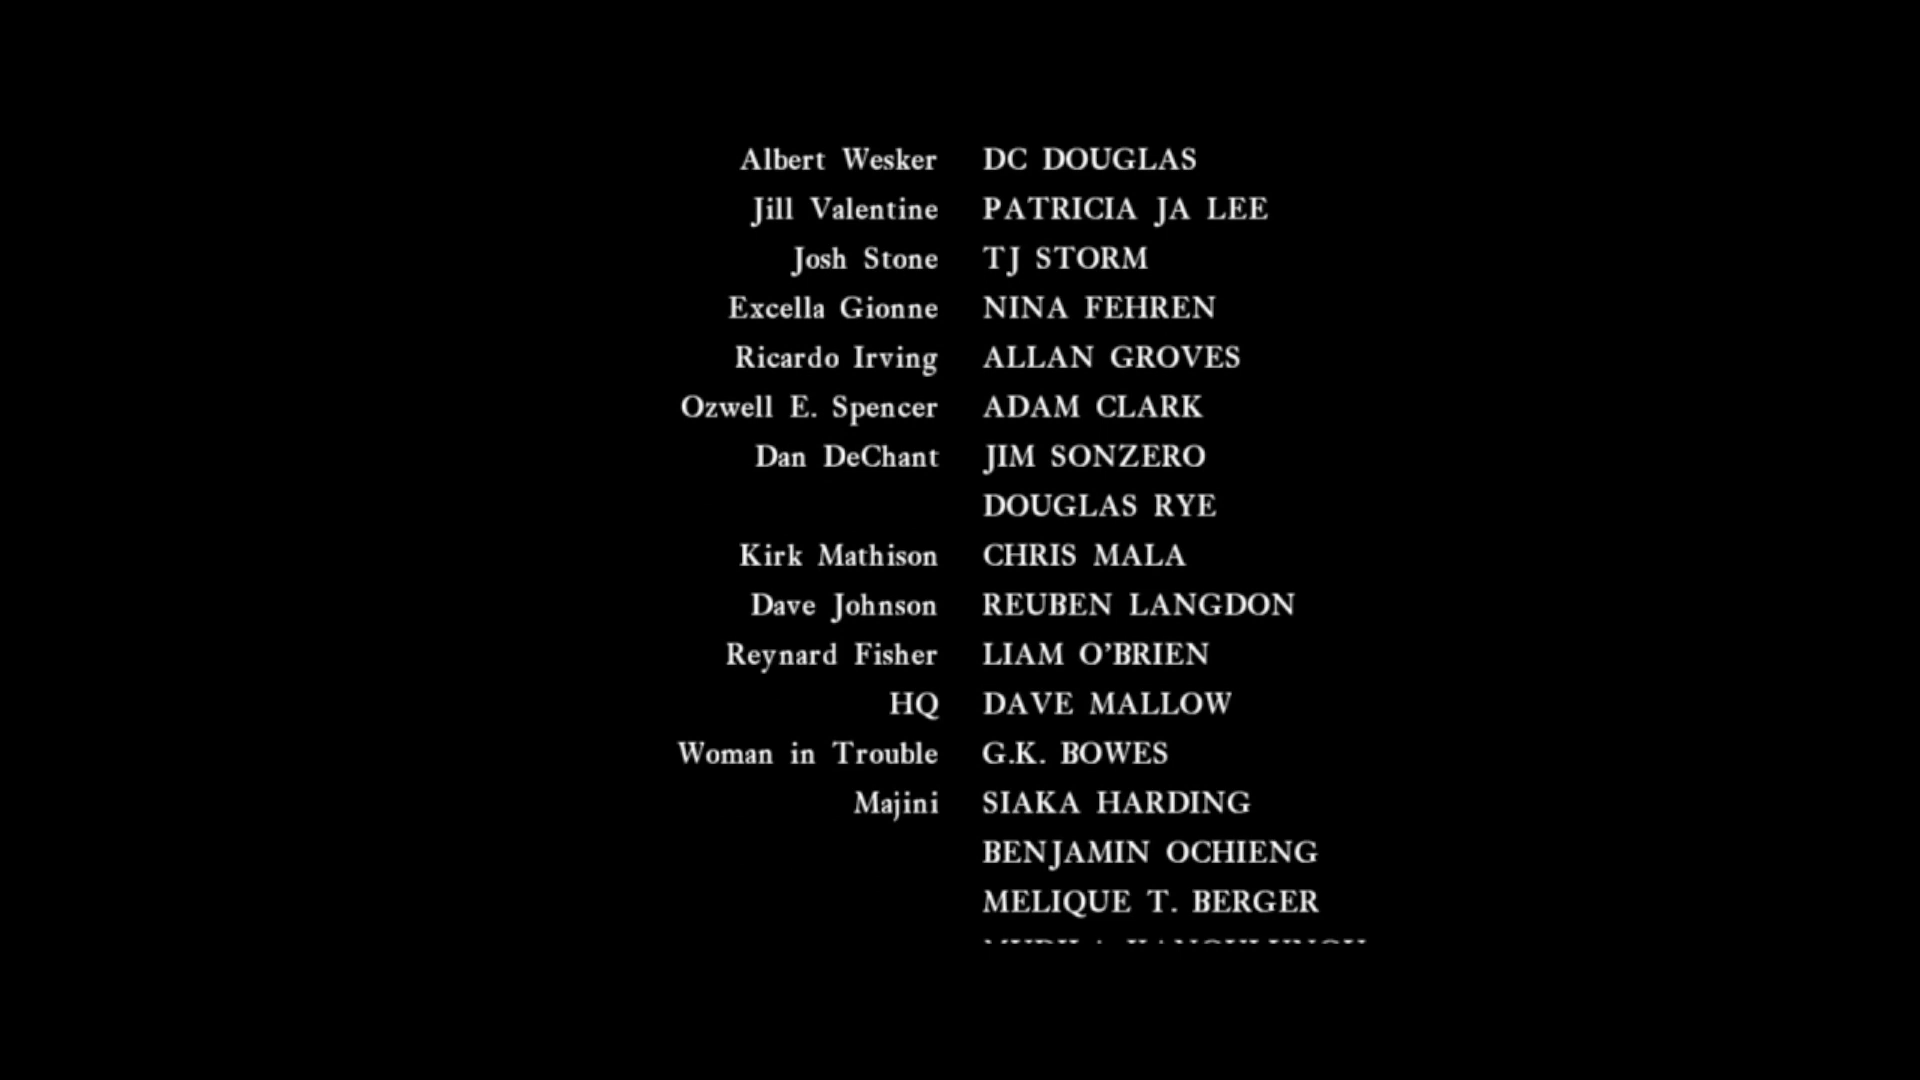 Albert Wesker DC DOUGLAS
Jill Valentine PATRICIA JA LEE
Josh Stone TJ STORM
Excella Gionne NINA FEHREN
Ricardo Irving ALLAN GROVES
Ozwell E. Spencer ADAM CLARK
Dan DeChant JIM SONZERO
DOUGLAS RYE
Kirk Mathison CHRIS MALA
Dave Johnson REUBEN LANGDON
Reynard Fisher LIAM O'BRIEN
HQ DAVE MALLOW
Woman in Trouble G.K. BOWES
Majini SIAKA HARDING
BENJAMIN OCHIENG
MELIQUE T. BERGER